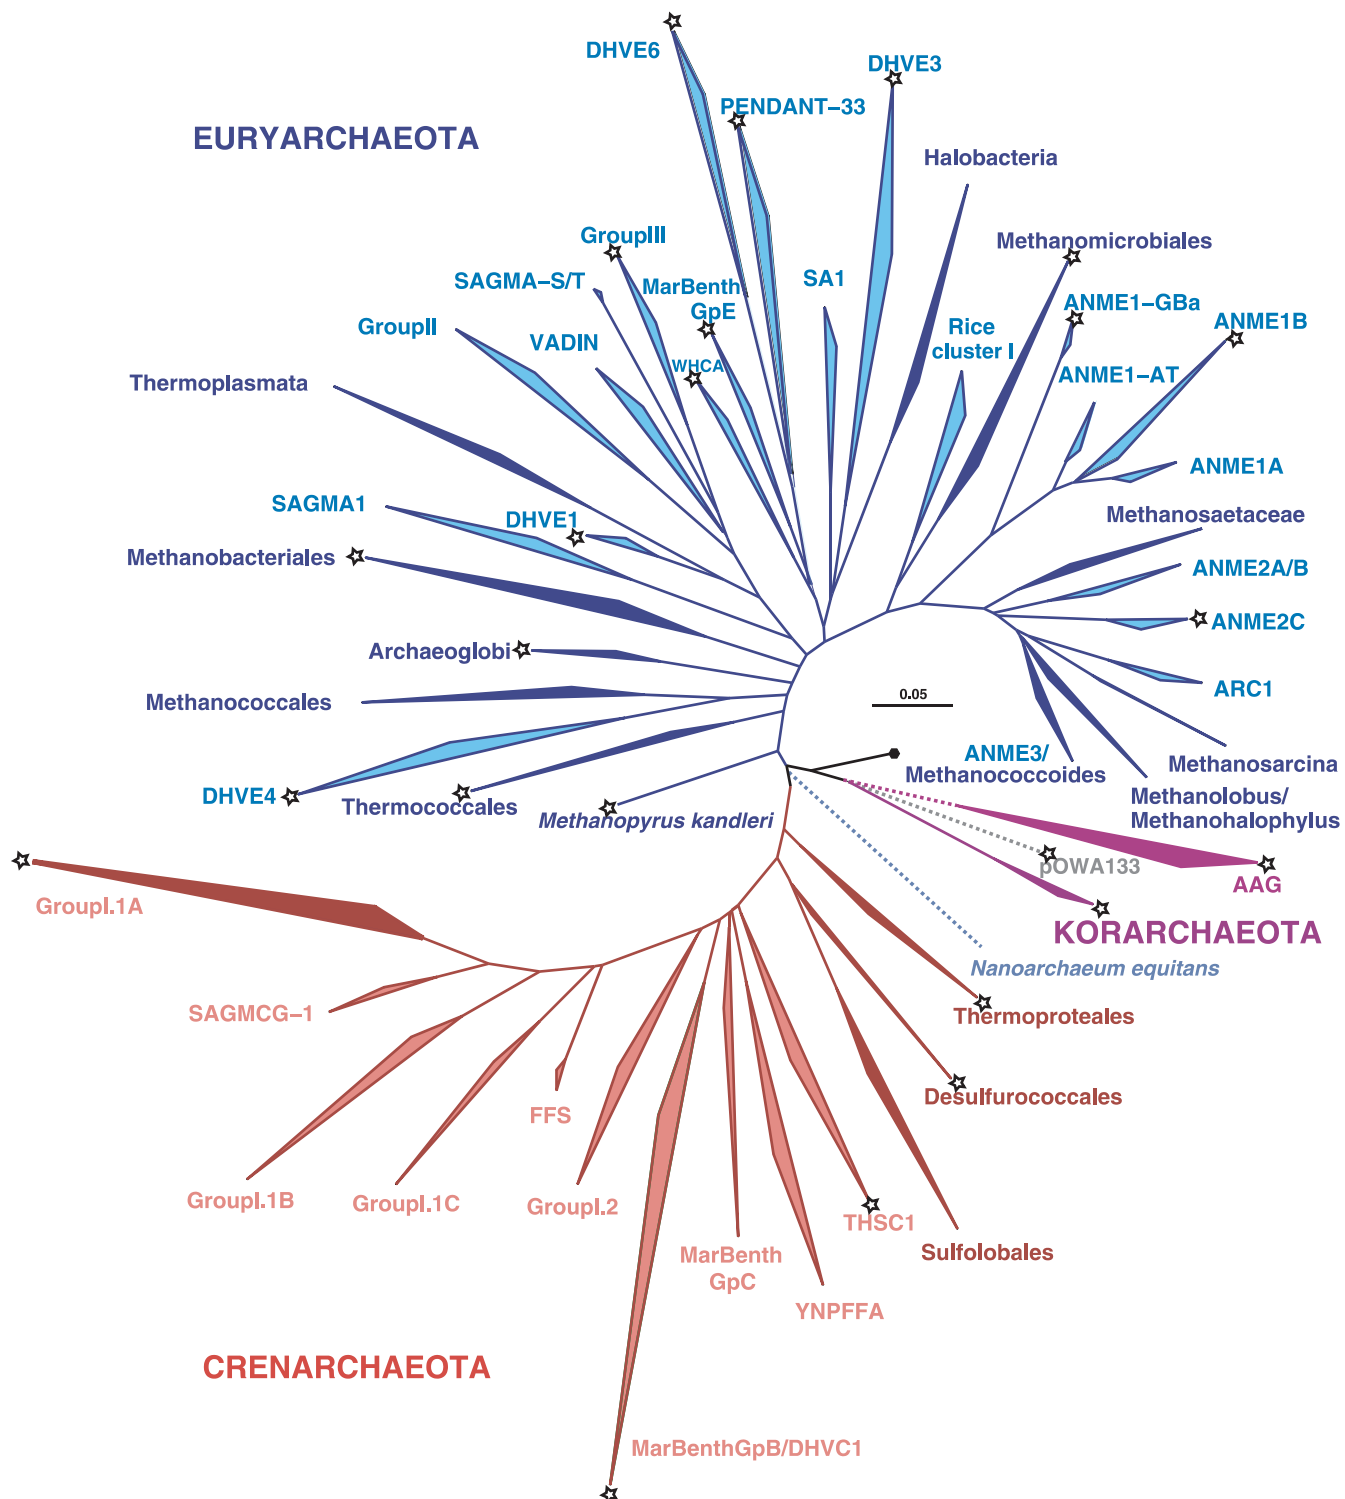 DHVE6
DHVE3
PENDANT–33
EURYARCHAEOTA
Halobacteria
GroupIII
Methanomicrobiales
SAGMA–S/T
MarBenth
GpE
SA1
ANME1–GBa
ANME1B
GroupII
VADIN
Rice
cluster I
WHCA
ANME1–AT
Thermoplasmata
ANME1A
SAGMA1
DHVE1
Methanosaetaceae
Methanobacteriales
ANME2A/B
ANME2C
Archaeoglobi
ARC1
Methanococcales
0.05
ANME3/
Methanococcoides
Methanosarcina
DHVE4
Thermococcales
Methanopyrus kandleri
Methanolobus/
Methanohalophylus
pOWA133
AAG
GroupI.1A
KORARCHAEOTA
Nanoarchaeum equitans
SAGMCG–1
Thermoproteales
Desulfurococcales
FFS
GroupI.1B
GroupI.1C
GroupI.2
THSC1
Sulfolobales
MarBenth
GpC
YNPFFA
CRENARCHAEOTA
MarBenthGpB/DHVC1